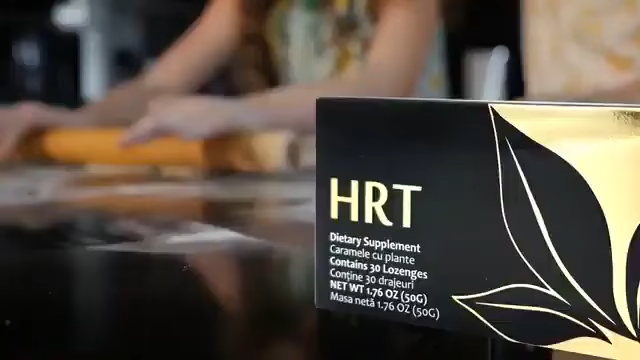 HRT
Dietary Supplement
Caramele cu plante
Contains 30 Lozenges
Conține 30 drajeuri
NET WT 1.76 OZ (50G)
Masa netă 1.76 OZ (50G)